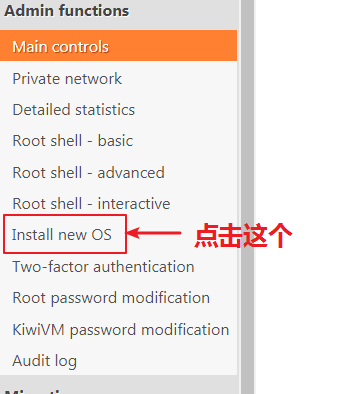 Admin functions
Main controls
Private network
Detailed statistics
Root shell - basic
Root shell - advanced
Root shell - interactive
Install new OS
点击这个
Two-factor authentication
Root password modification
KiwiVM password modification
Audit log